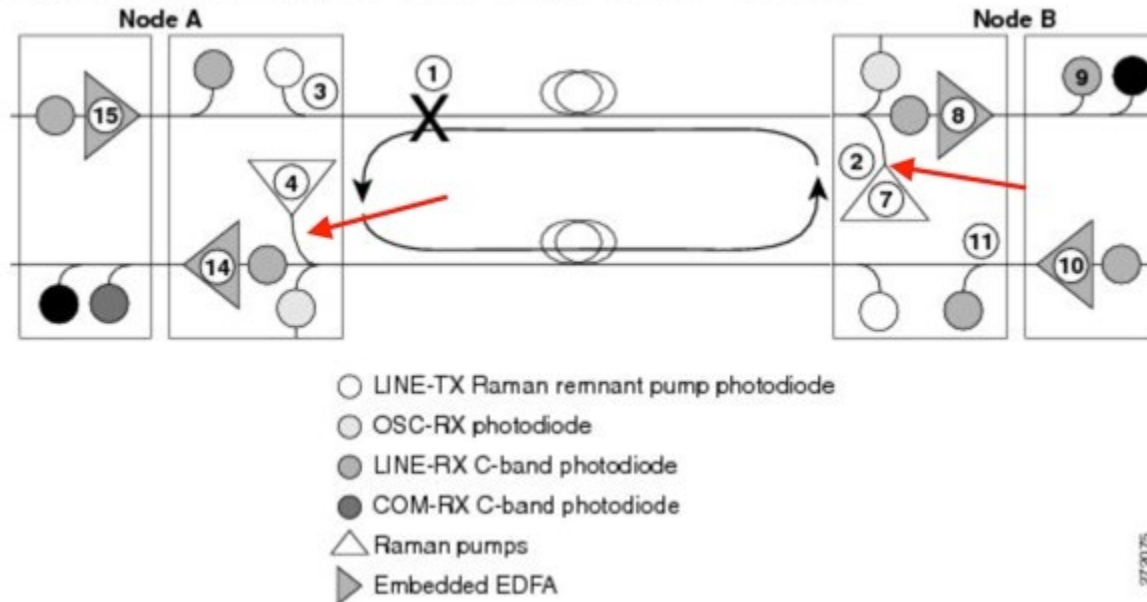 Node A
Node B
1
9
3
15
8
2
4
7
11
14
10
LINE-TX Raman remnant pump photodiode
OSC-RX photodiode
LINE-RX C-band photodiode
COM-RX C-band photodiode
Raman pumps
Embedded EDFA